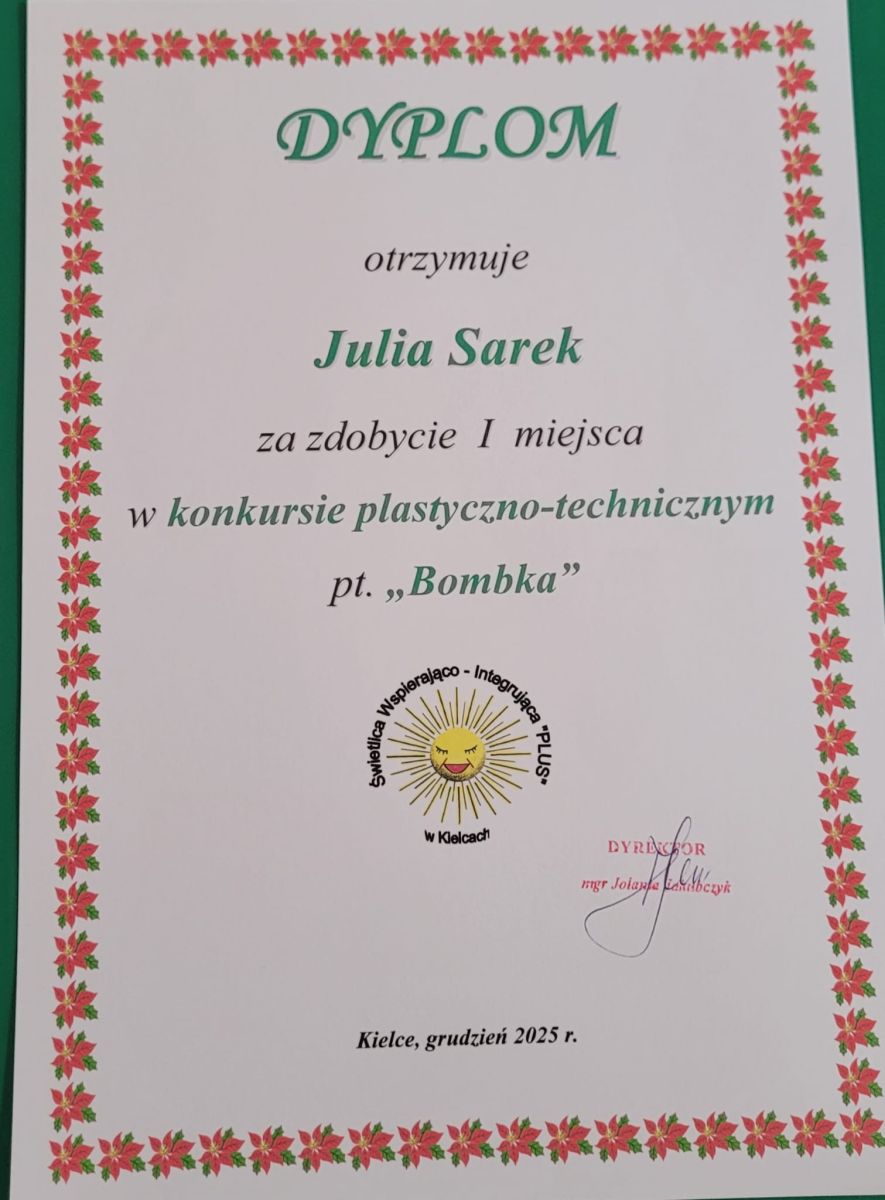 DYPLOM
otrzymuje
Julia Sarek
za zdobycie I miejsca
w konkursie plastyczno-technicznym
pt. „Bombka”
Świetlica Wspierająco - Integrująca "PLUS"
w Kielcach
DYREKTOR
mgr Jolanta
Kielce, grudzień 2025 r.